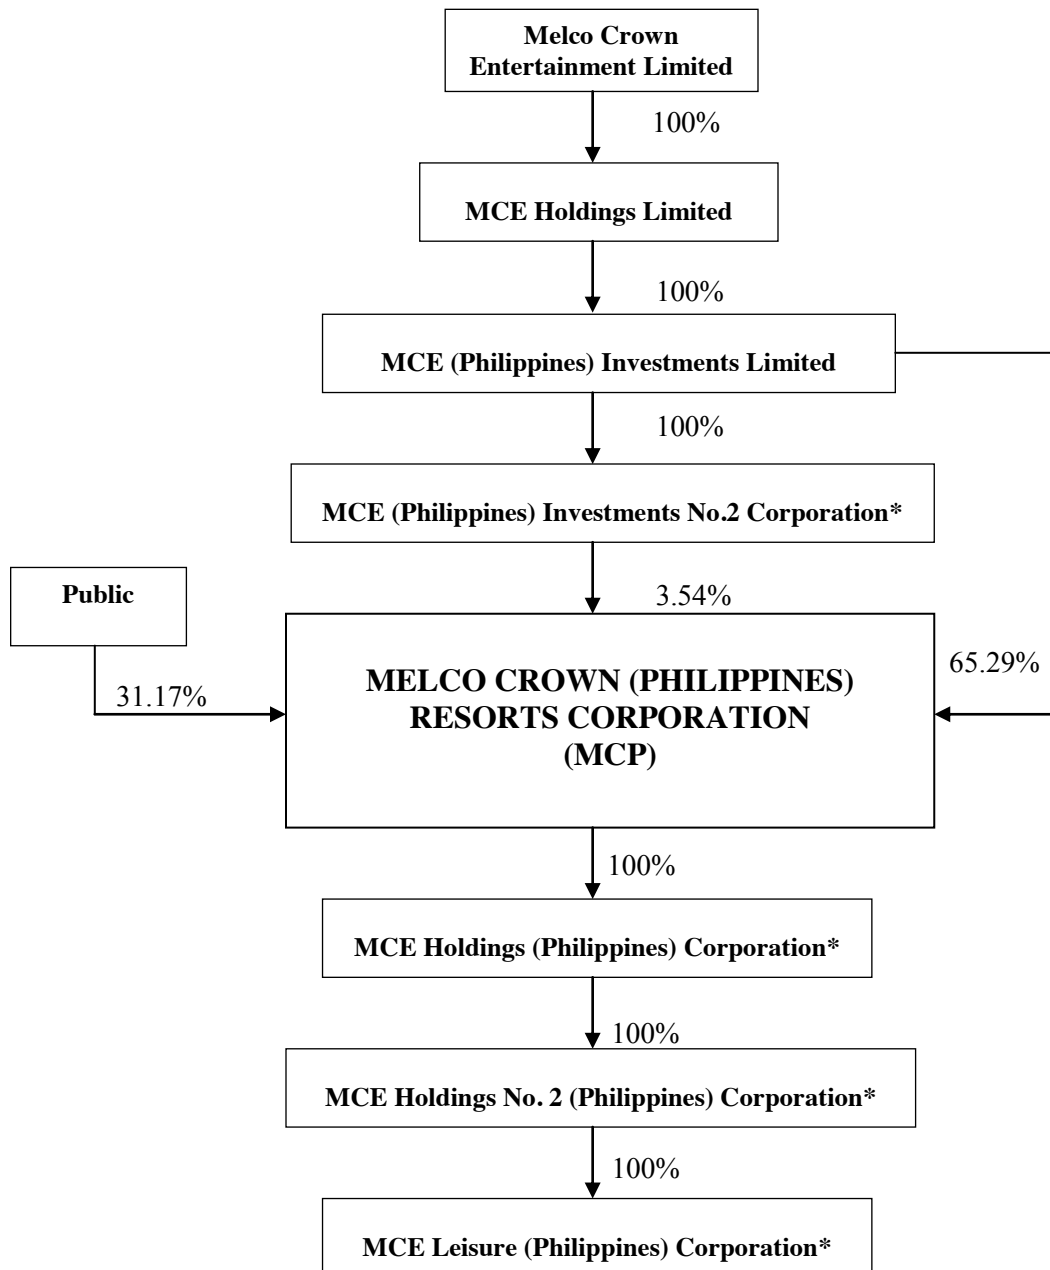 Melco Crown
Entertainment Limited
100%
MCE Holdings Limited
100%
MCE (Philippines) Investments Limited
100%
MCE (Philippines) Investments No.2 Corporation*
Public
3.54%
31.17%
65.29%
MELCO CROWN (PHILIPPINES)
RESORTS CORPORATION
(MCP)
100%
MCE Holdings (Philippines) Corporation*
100%
MCE Holdings No. 2 (Philippines) Corporation*
100%
MCE Leisure (Philippines) Corporation*